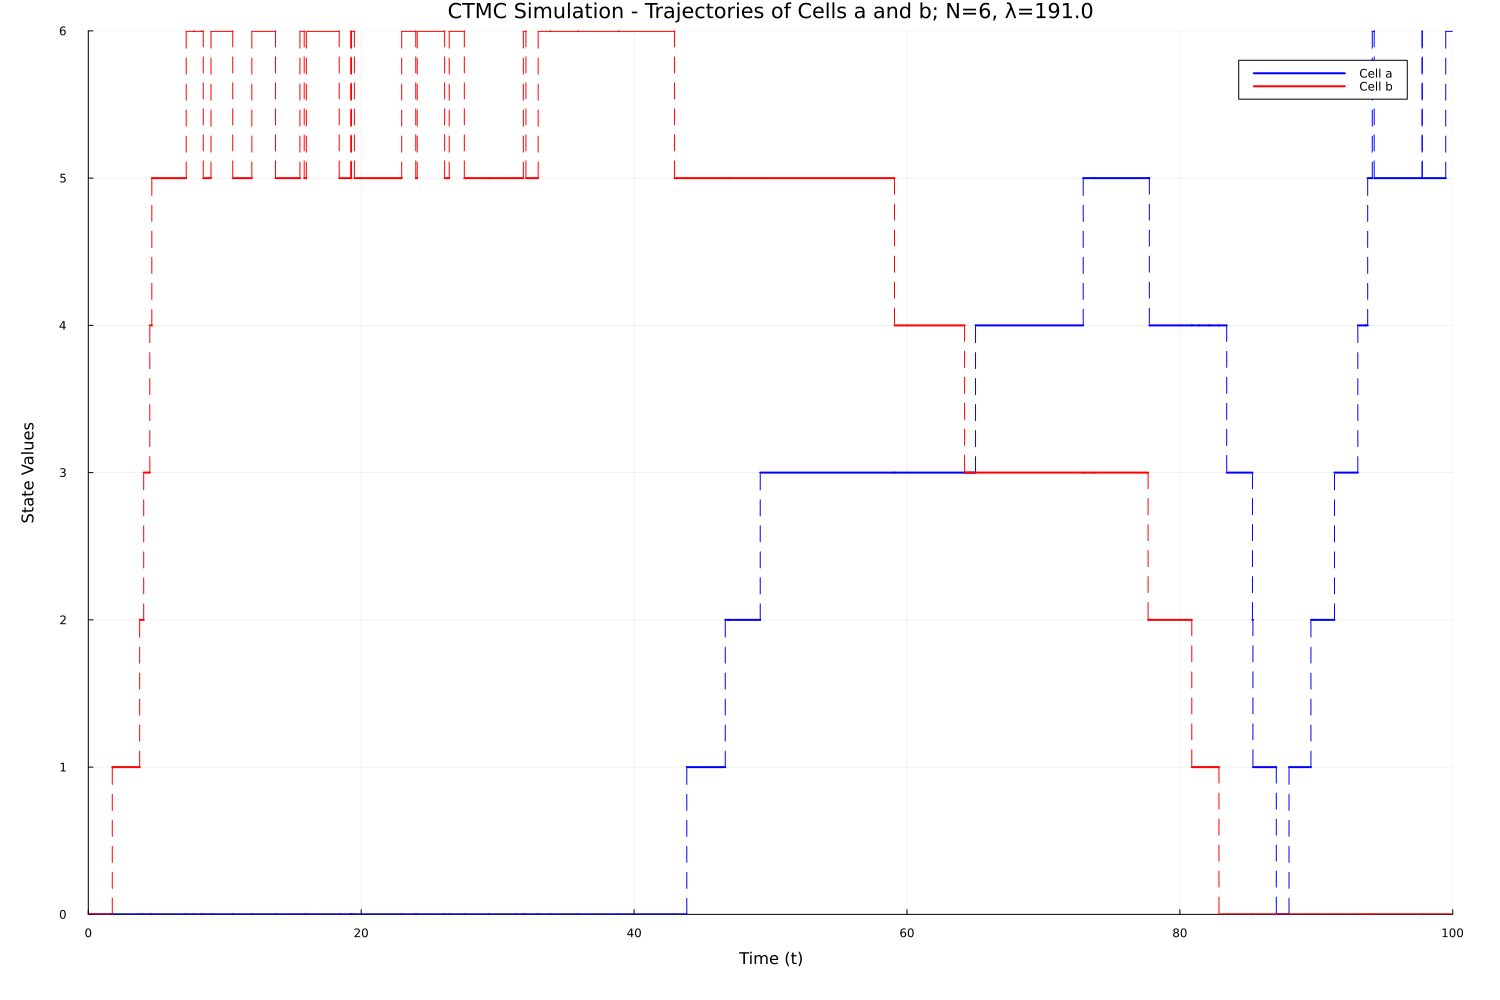 CTMC Simulation - Trajectories of Cells a and b; N=6, λ=191.0
Cell a
Cell b
State Values
6
5
4
3
2
1
0
0 20 40 60 80 100
Time (t)